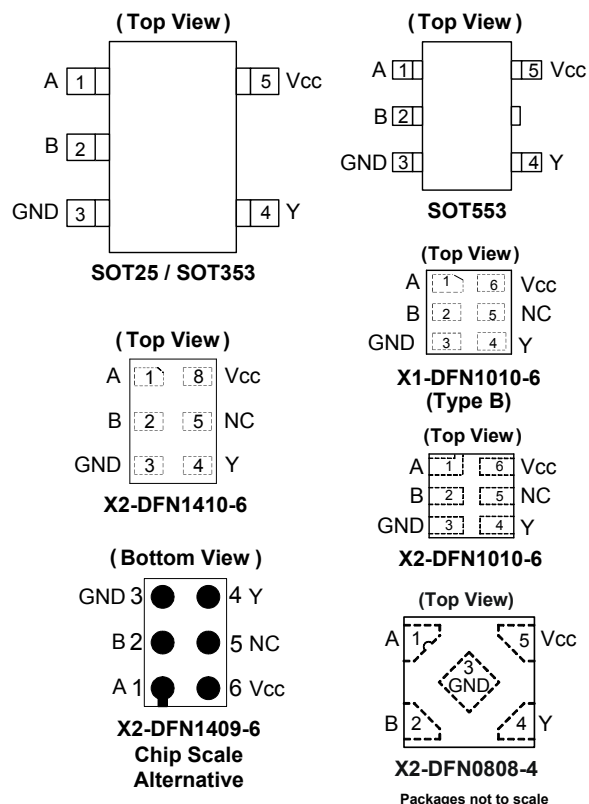 (Top View)
A 1 5 Vcc
B 2
GND 3 4 Y
SOT25 / SOT353
(Top View)
A 1 5 Vcc
B 2
GND 3 4 Y
SOT553
(Top View)
A 1 6 Vcc
B 2 5 NC
GND 3 4 Y
X1-DFN1010-6
(Type B)
(Top View)
A 1 8 Vcc
B 2 5 NC
GND 3 4 Y
X2-DFN1410-6
(Top View)
A 1 6 Vcc
B 2 5 NC
GND 3 4 Y
X2-DFN1010-6
(Bottom View)
GND 3 4 Y
B 2 5 NC
A 1 6 Vcc
X2-DFN1409-6
Chip Scale
Alternative
(Top View)
A 1 5 Vcc
3
GND
B 2 4 Y
X2-DFN0808-4
Packages not to scale